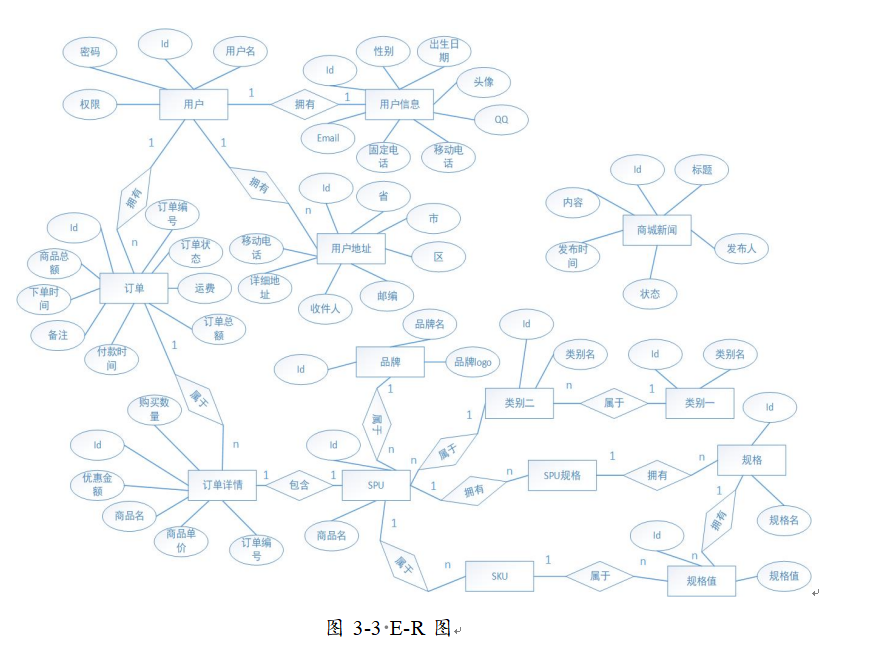 密码
Id
用户名
权限
用户
1
拥有
1
用户信息
Id
性别
出生日
期
头像
QQ
Email
固定电
话
移动电
话
1
拥有
n
1
拥有
n
Id
省
市
区
邮编
收件人
详细地
址
移动电
话
用户地址
Id
标题
内容
商城新闻
发布时
间
发布人
状态
订单编
号
Id
订单状
态
商品总
额
订单
运费
下单时
间
订单总
额
备注
付款时
间
1
属于
n
品牌名
品牌
品牌logo
Id
1
属于
n
Id
类别名
类别二
n
属于
1
类别一
Id
类别名
购买数
量
Id
优惠金
额
商品名
商品单
价
订单编
号
订单详情
1
包含
1
SPU
Id
商品名
n
属于
1
1
拥有
n
SPU规格
1
拥有
n
规格
Id
规格名
1
拥有
n
1
属于
n
SKU
1
属于
n
规格值
Id
规格值
图 3-3 E-R 图